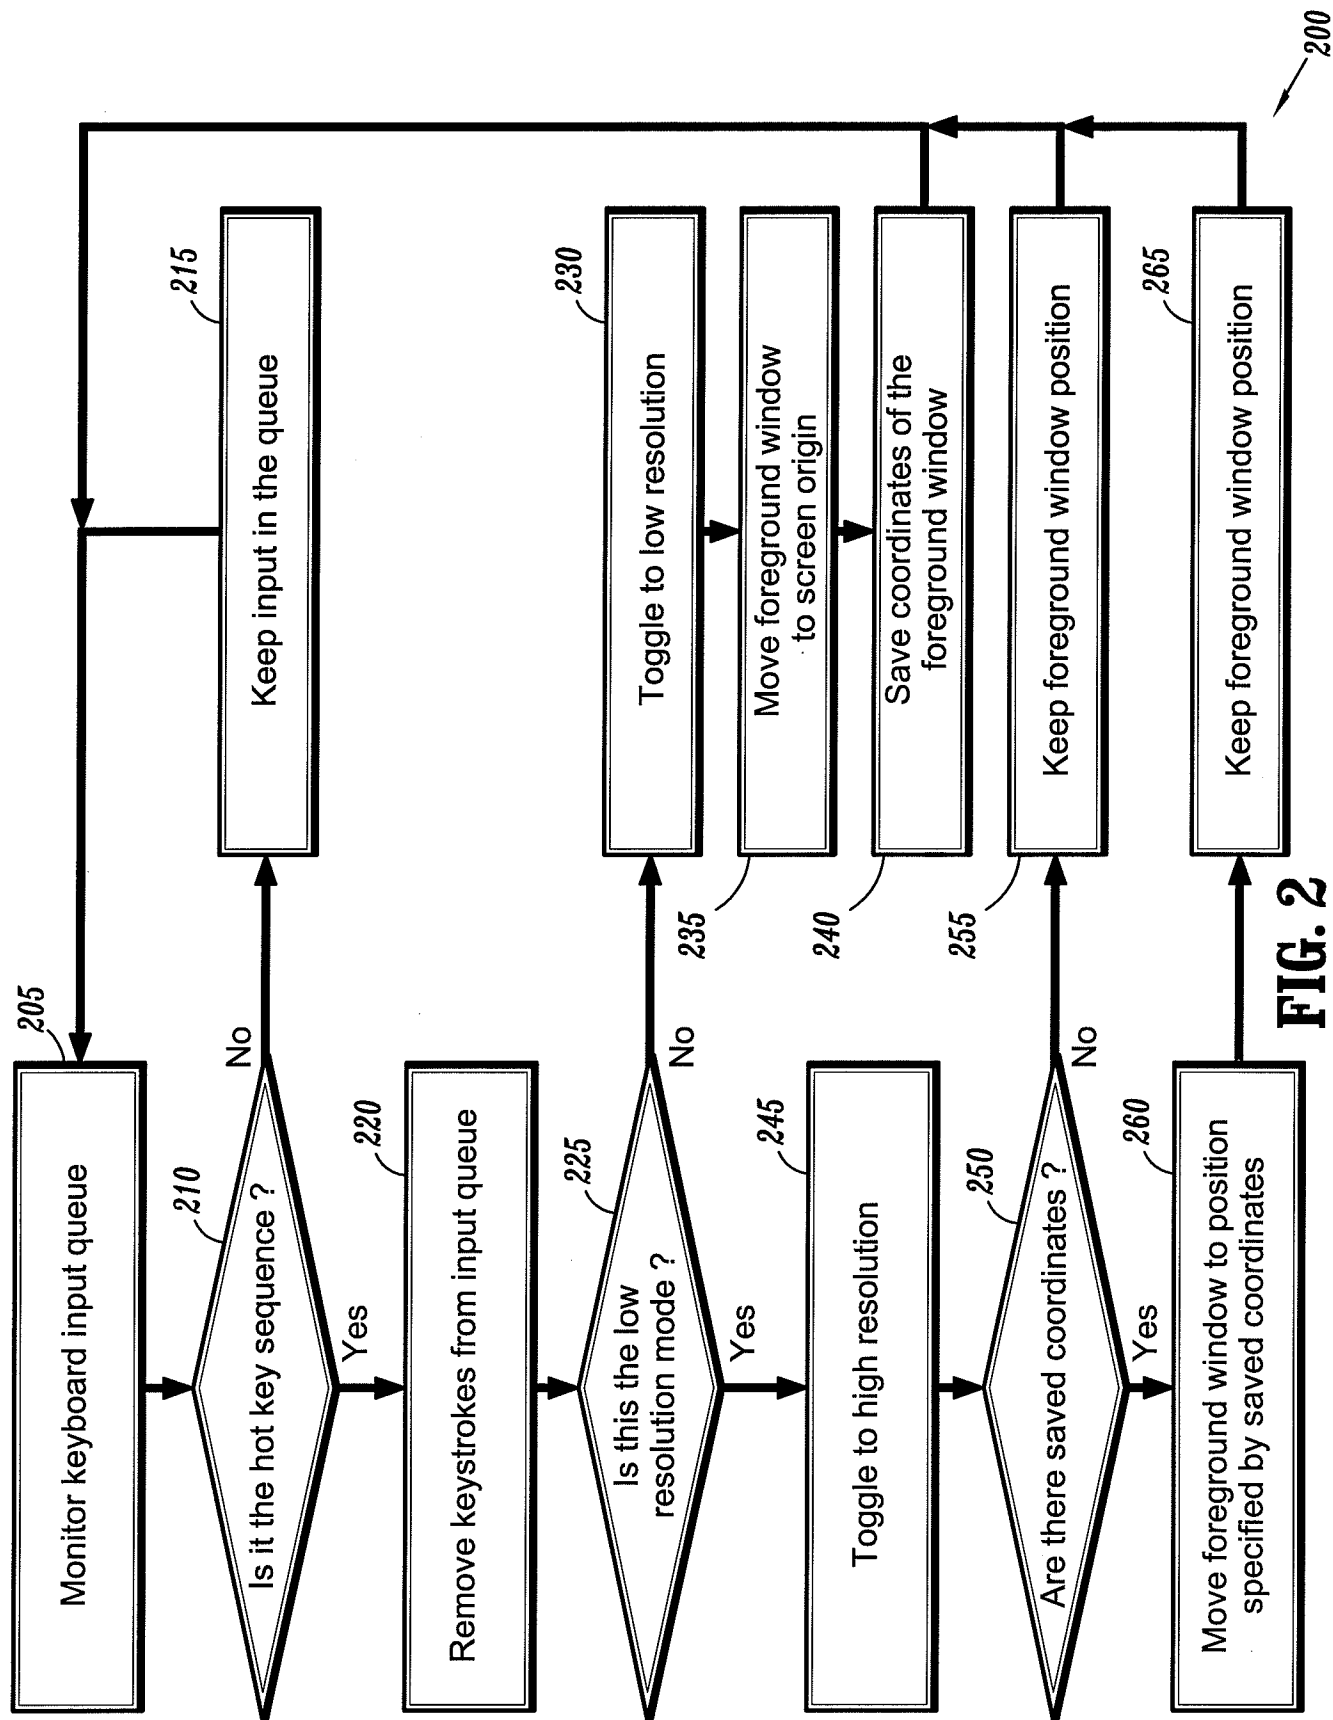 200
205
Monitor keyboard input queue
210
Is it the hot key sequence ?
No
215
Keep input in the queue
Yes
220
Remove keystrokes from input queue
225
Is this the low
resolution mode ?
No
230
Toggle to low resolution
235
Move foreground window
to screen origin
240
Save coordinates of the
foreground window
Yes
245
Toggle to high resolution
250
Are there saved coordinates ?
No
255
Keep foreground window position
Yes
260
Move foreground window to position
specified by saved coordinates
265
Keep foreground window position
FIG. 2